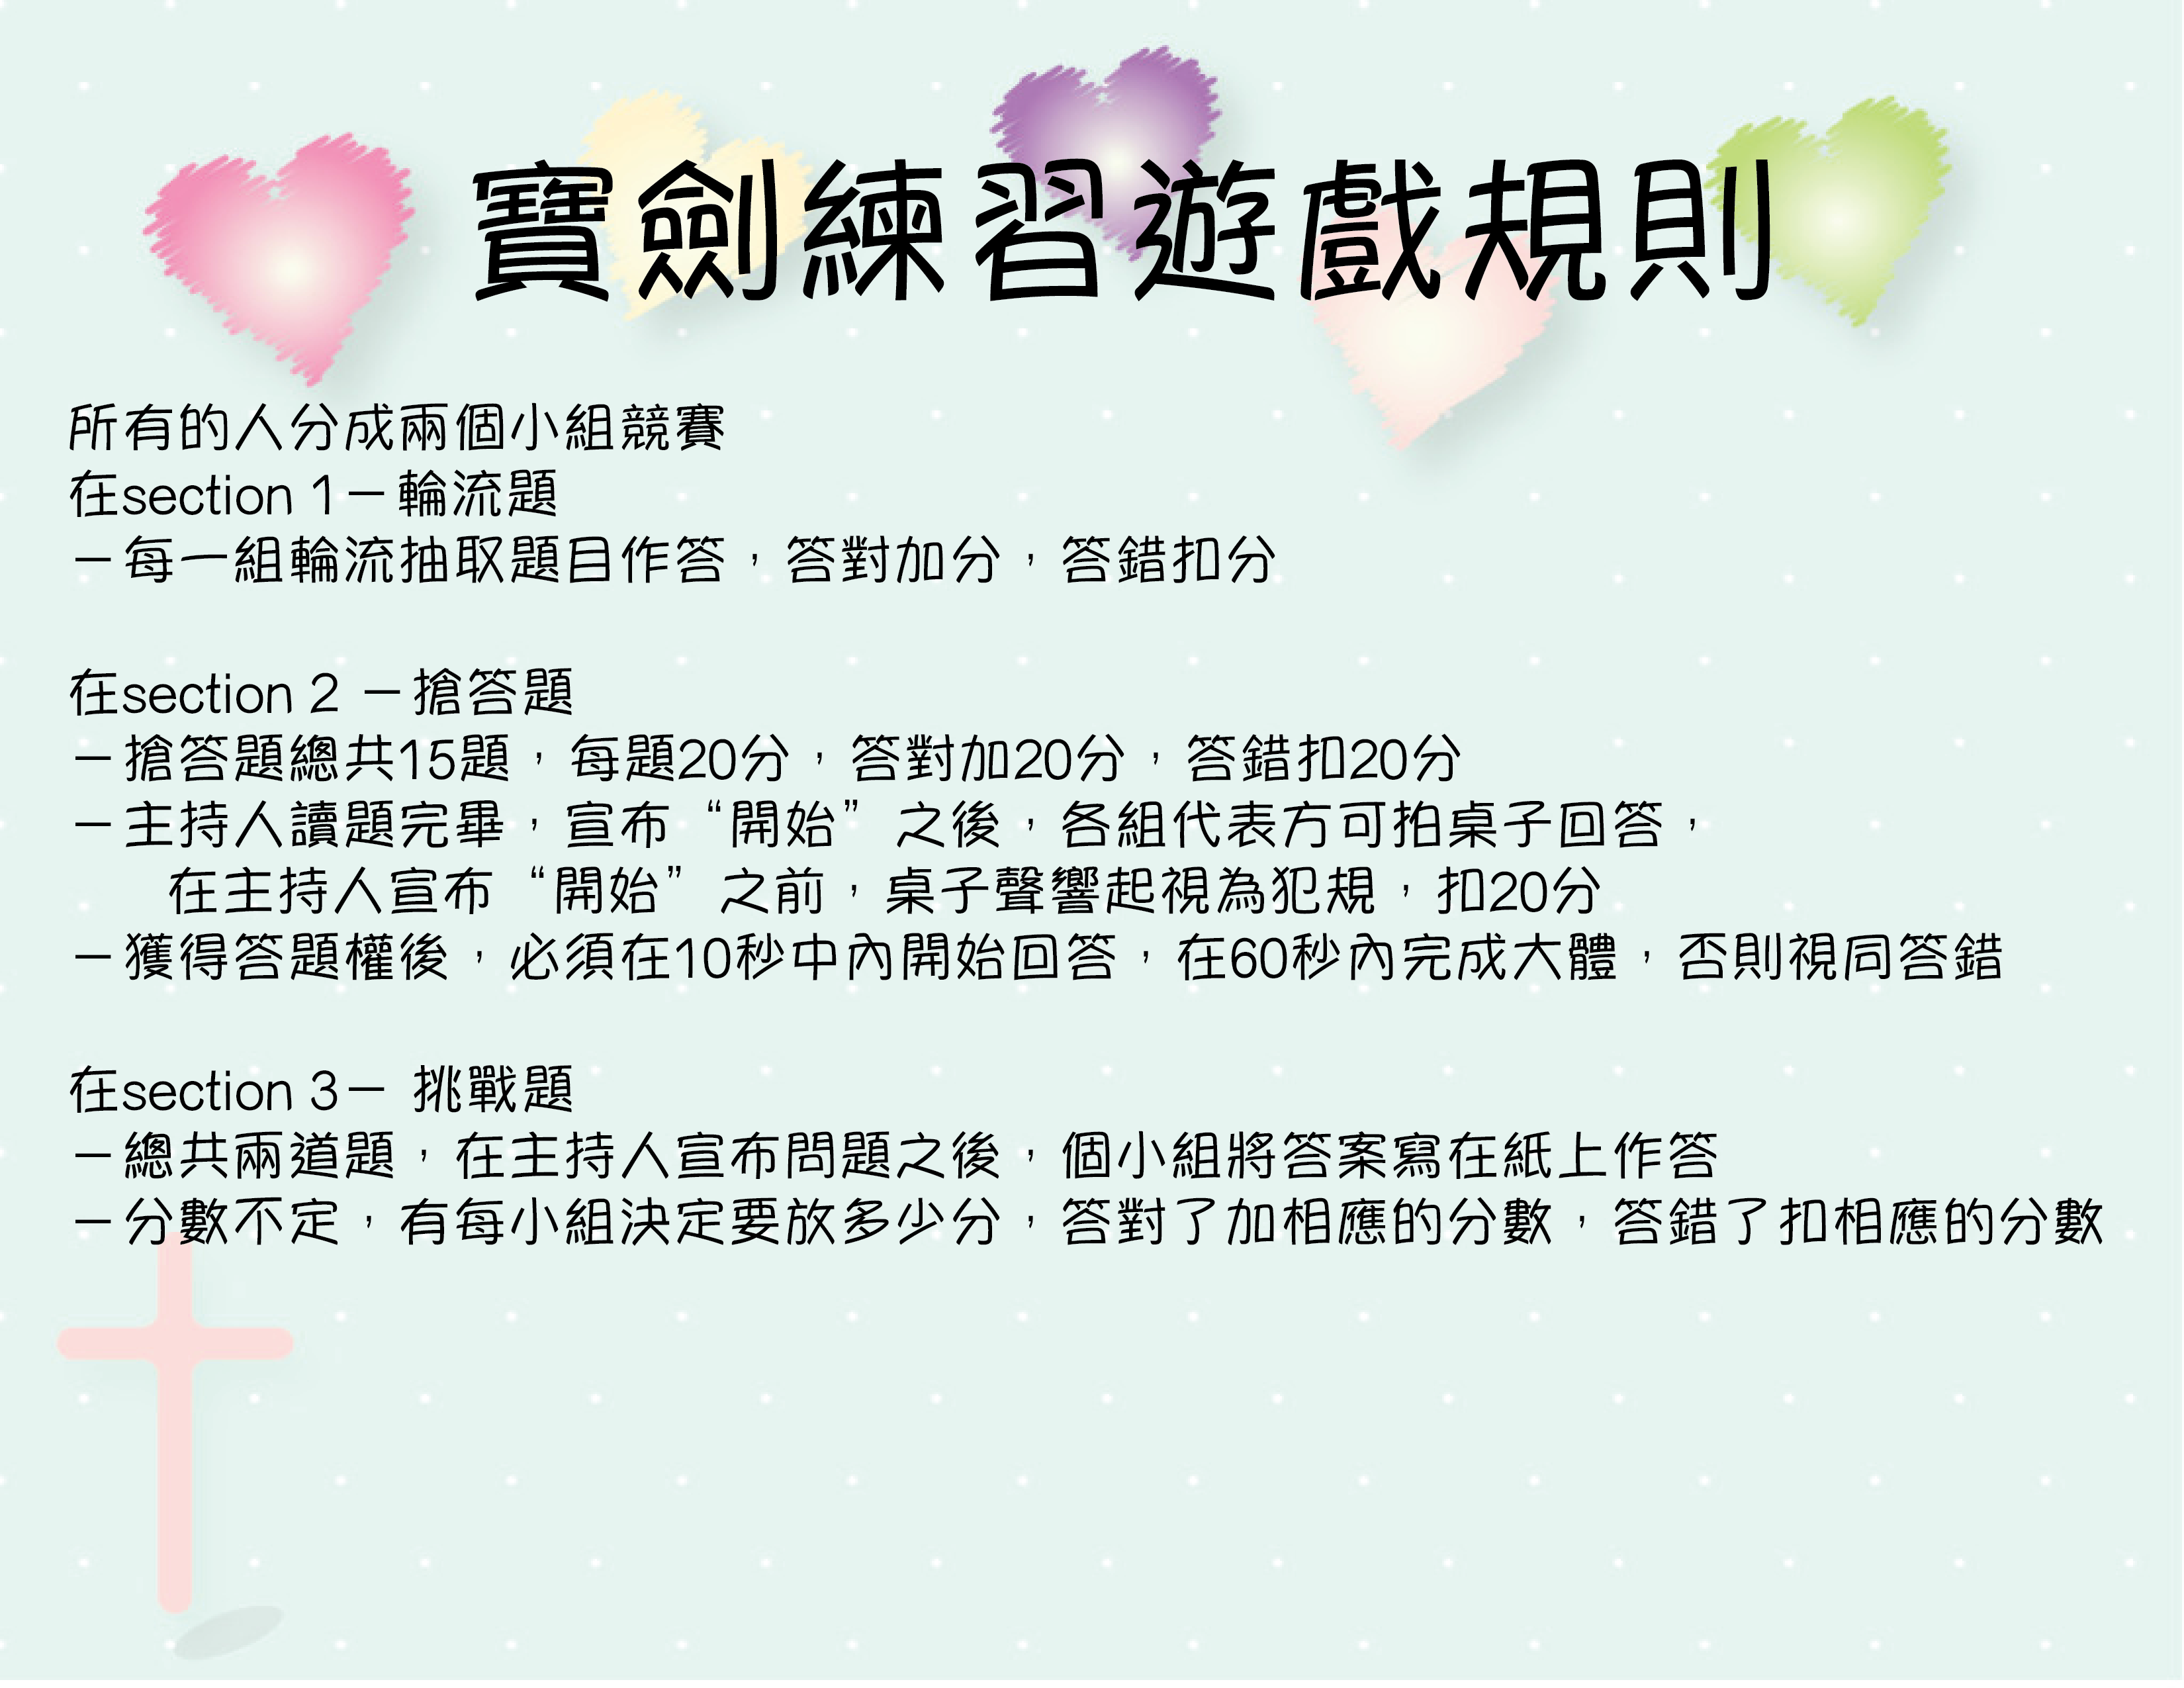 寶劍練習遊戲規則
所有的人分成兩個小組競賽
在section 1－輪流題
－每一組輪流抽取題目作答，答對加分，答錯扣分
在section 2 －搶答題
－搶答題總共15題，每題20分，答對加20分，答錯扣20分
－主持人讀題完畢，宣布“開始”之後，各組代表方可拍桌子回答，
在主持人宣布“開始”之前，桌子聲響起視為犯規，扣20分
－獲得答題權後，必須在10秒中內開始回答，在60秒內完成大體，否則視同答錯
在section 3－ 挑戰題
－總共兩道題，在主持人宣布問題之後，個小組將答案寫在紙上作答
－分數不定，有每小組決定要放多少分，答對了加相應的分數，答錯了扣相應的分數